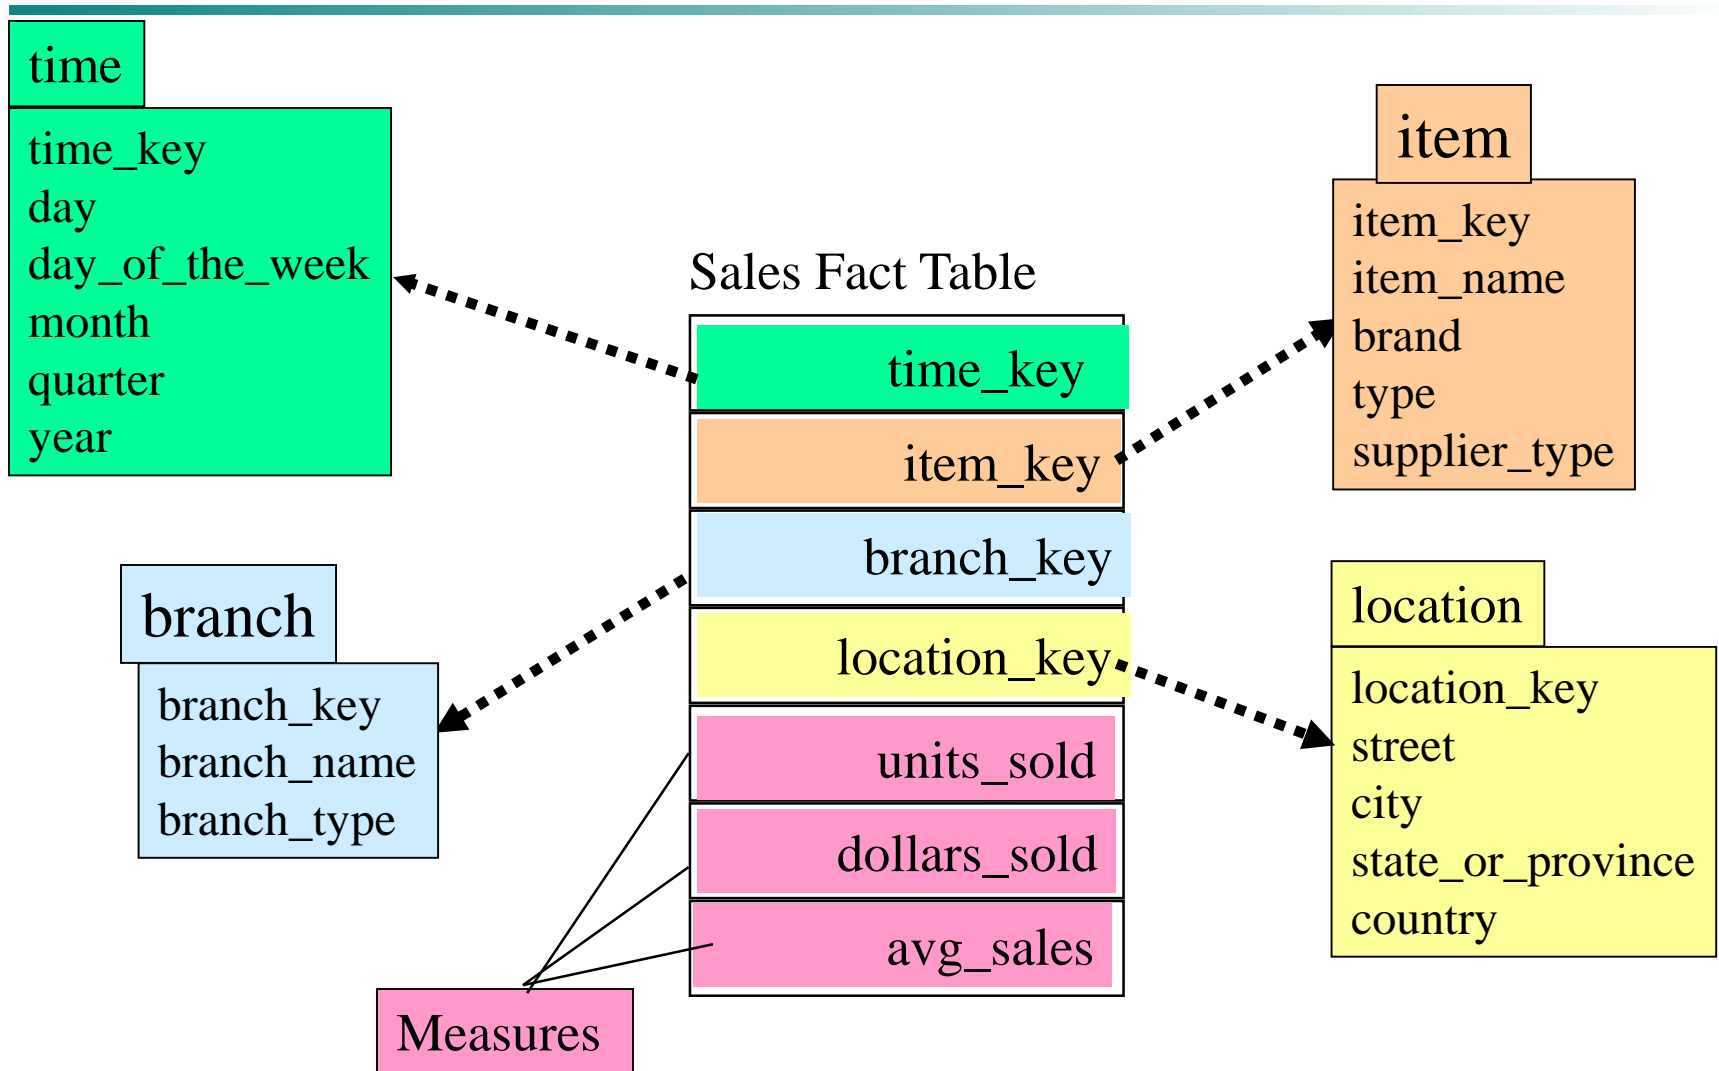 time
time_key
day
day_of_the_week
month
quarter
year
item
item_key
item_name
brand
type
supplier_type
Sales Fact Table
time_key
item_key
branch_key
location_key
units_sold
dollars_sold
avg_sales
branch
branch_key
branch_name
branch_type
location
location_key
street
city
state_or_province
country
Measures